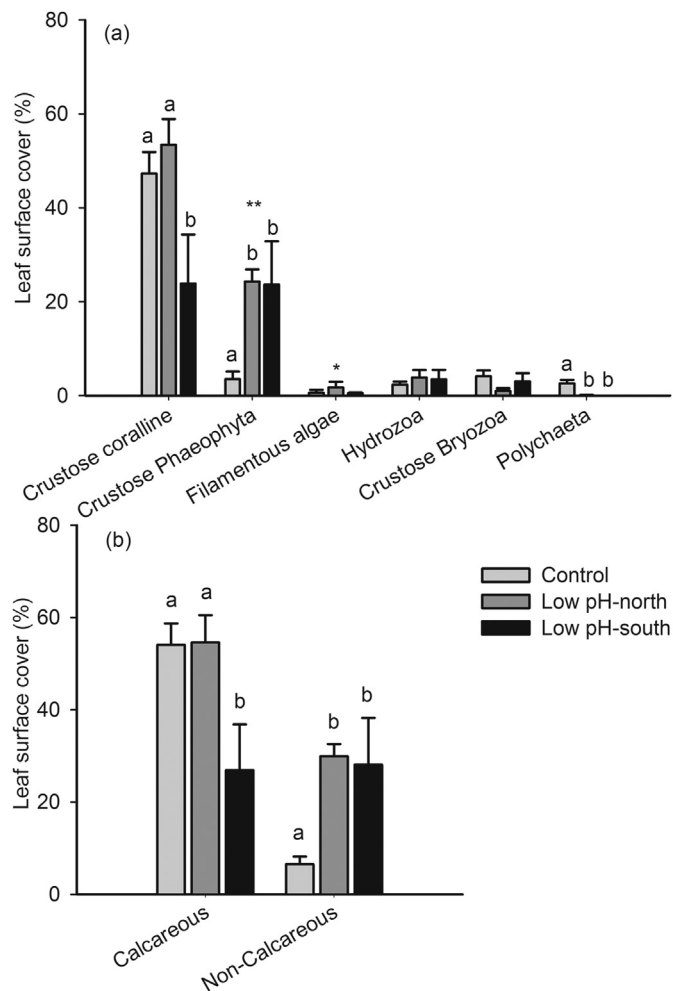 80
(a)
a
60
a
Leaf surface cover (%)
40
**
b
b
b
20
a
*
a
b b
0
Crustose coralline
Crustose Phaeophyta
Filamentous algae
Hydrozoa
Crustose Bryozoa
Polychaeta
80
(b)
Control
Low pH-north
Low pH-south
a a
60
Leaf surface cover (%)
40
b
b
b
20
a
0
Calcareous
Non-Calcareous